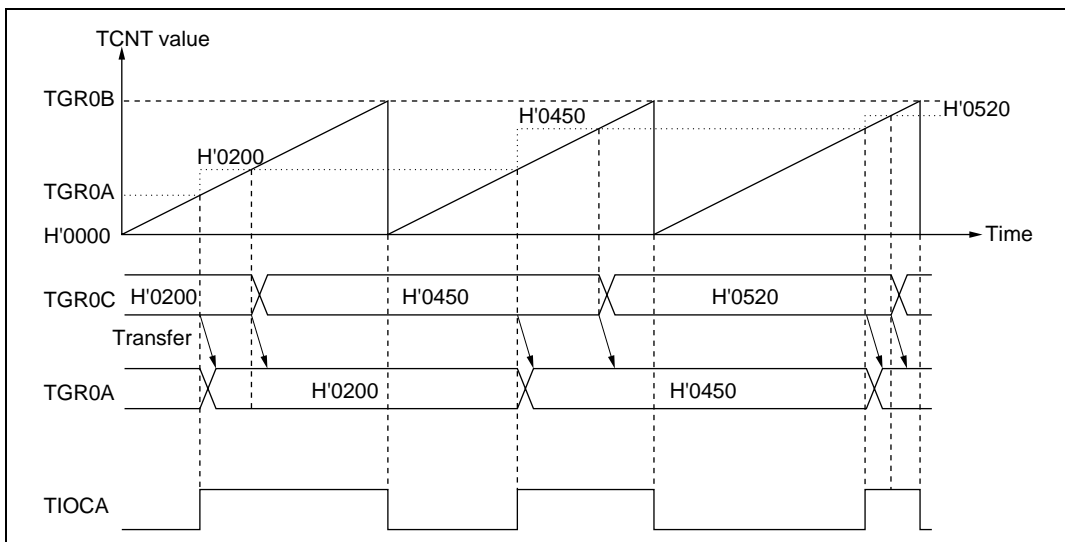 TCNT value
TGR0B
H'0520
H'0450
H'0200
TGR0A
H'0000
Time
TGR0C
H'0200
H'0450
H'0520
Transfer
TGR0A
H'0200
H'0450
TIOCA